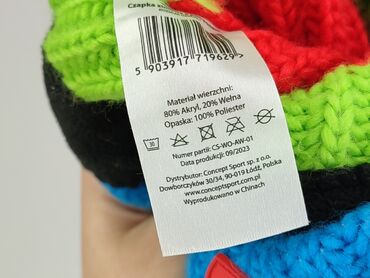 Czapka
5 903917 719629
Materiał wierzchni:
80% Akryl, 20% Wełna
Opaska: 100% Poliester
30
Numer partii: CS-WO-AW-01
Data produkcji: 09/2023
Dystrybutor: Concept Sport sp. z o.o.
Dowborczyków 30/34, 90-019 Łódź, Polska
www.conceptsport.com.pl
Wyprodukowano w Chinach